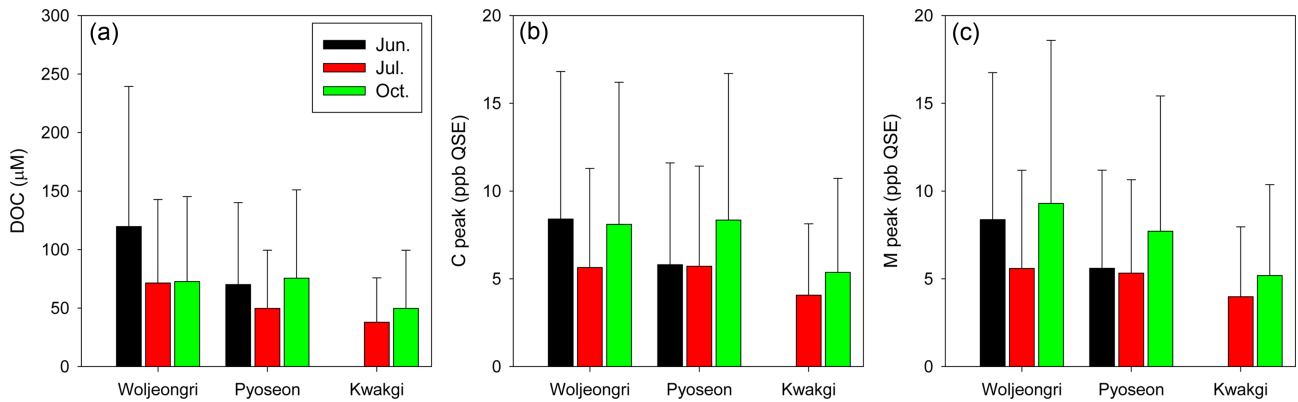 (a)
Jun.
Jul.
Oct.
DOC (µM)
300
250
200
150
100
50
0
Woljeongri Pyoseon Kwakgi
(b)
C peak (ppb QSE)
20
15
10
5
0
Woljeongri Pyoseon Kwakgi
(c)
M peak (ppb QSE)
20
15
10
5
0
Woljeongri Pyoseon Kwakgi